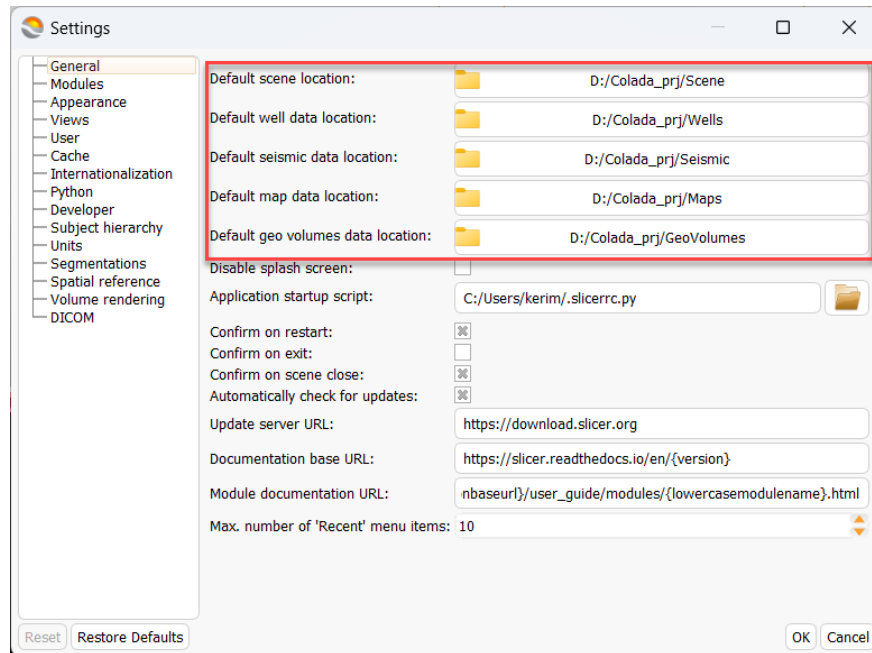 Settings
General
Modules
Appearance
Views
User
Cache
Internationalization
Python
Developer
Subject hierarchy
Units
Segmentations
Spatial reference
Volume rendering
DICOM
Default scene location: D:/Colada_prj/Scene
Default well data location: D:/Colada_prj/Wells
Default seismic data location: D:/Colada_prj/Seismic
Default map data location: D:/Colada_prj/Maps
Default geo volumes data location: D:/Colada_prj/GeoVolumes
Disable splash screen:
Application startup script: C:/Users/kerim/.slicerrc.py
Confirm on restart:
Confirm on exit:
Confirm on scene close:
Automatically check for updates:
Update server URL: https://download.slicer.org
Documentation base URL: https://slicer.readthedocs.io/en/{version}
Module documentation URL: nbaseurl}/user_guide/modules/{lowercasemodulename}.html
Max. number of 'Recent' menu items: 10
Reset Restore Defaults OK Cancel